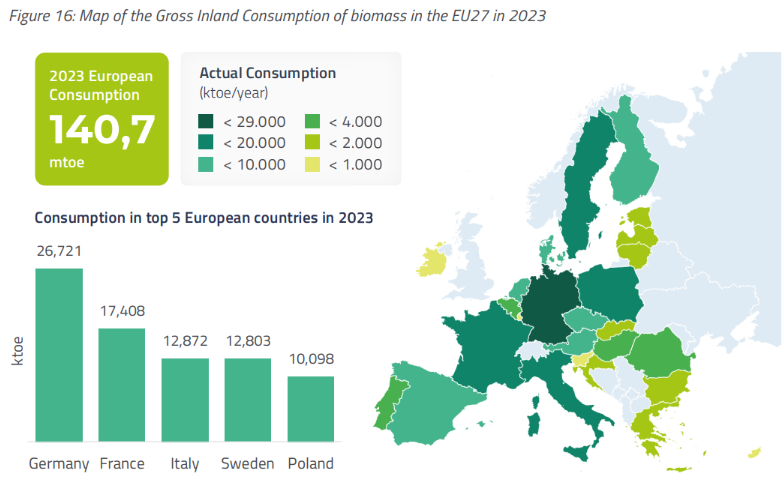 Figure 16: Map of the Gross Inland Consumption of biomass in the EU27 in 2023
2023 European
Consumption
140,7
mtoe
Actual Consumption
(ktoe/year)
< 29.000
< 20.000
< 10.000
< 4.000
< 2.000
< 1.000
Consumption in top 5 European countries in 2023
26,721
17,408
12,872
12,803
10,098
ktoe
Germany
France
Italy
Sweden
Poland